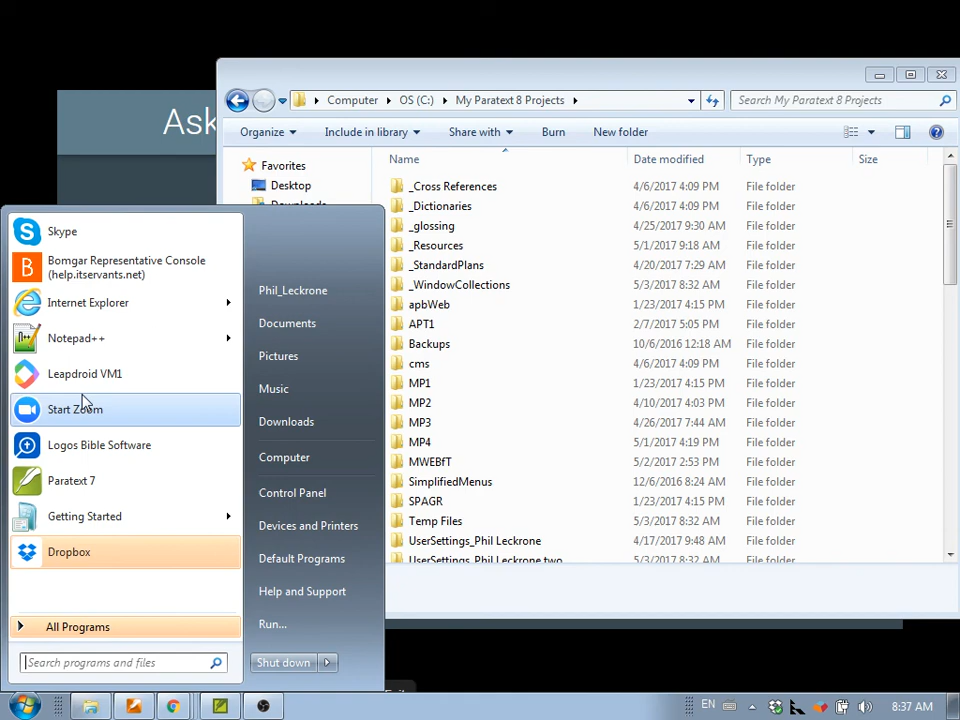 Ask
Computer
OS (C:)
My Paratext 8 Projects
Search My Paratext 8 Projects
Organize
Include in library
Share with
Burn
New folder
Favorites
Desktop
Downloads
Name Date modified Type Size
_Cross References 4/6/2017 4:09 PM File folder
_Dictionaries 4/6/2017 4:09 PM File folder
_glossing 4/25/2017 9:30 AM File folder
_Resources 5/1/2017 9:18 AM File folder
_StandardPlans 4/20/2017 7:29 AM File folder
_WindowCollections 5/3/2017 8:32 AM File folder
apbWeb 1/23/2017 4:15 PM File folder
APT1 2/7/2017 5:05 PM File folder
Backups 10/6/2016 12:18 AM File folder
cms 4/6/2017 4:09 PM File folder
MP1 1/23/2017 4:15 PM File folder
MP2 4/10/2017 4:03 PM File folder
MP3 4/26/2017 7:44 AM File folder
MP4 5/1/2017 4:19 PM File folder
MWEBfT 5/2/2017 2:53 PM File folder
SimplifiedMenus 12/6/2016 8:24 AM File folder
SPAGR 1/23/2017 4:15 PM File folder
Temp Files 5/3/2017 8:32 AM File folder
UserSettings_Phil Leckrone 4/17/2017 9:48 AM File folder
UserSettings_Phil Leckrone two 5/3/2017 8:32 AM File folder
Skype
Bomgar Representative Console
(help.itservants.net)
Internet Explorer
Notepad++
Leapdroid VM1
Start Zoom
Logos Bible Software
Paratext 7
Getting Started
Dropbox
All Programs
Search programs and files
Phil_Leckrone
Documents
Pictures
Music
Downloads
Computer
Control Panel
Devices and Printers
Default Programs
Help and Support
Run...
Shut down
EN
8:37 AM